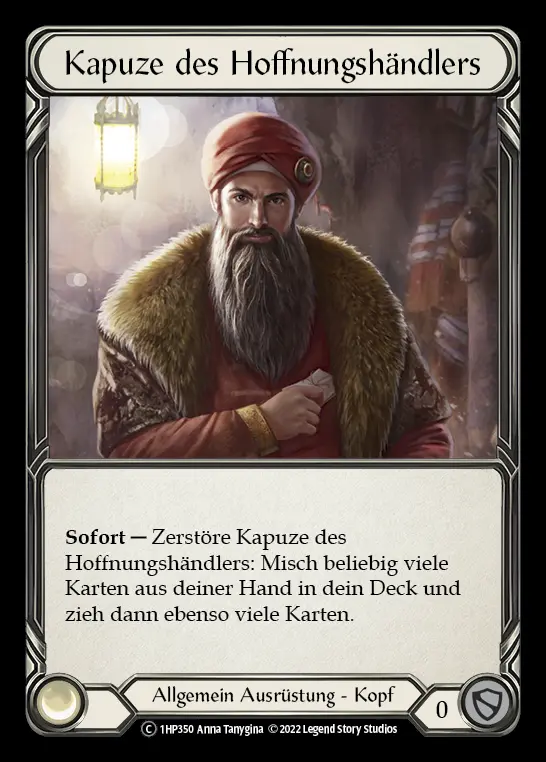 Kapuze des Hoffnungshändlers
Sofort — Zerstöre Kapuze des
Hoffnungshändlers: Misch beliebig viele
Karten aus deiner Hand in dein Deck und
zieh dann ebenso viele Karten.
Allgemein Ausrüstung - Kopf
0
C 1HP350 Anna Tanygina © 2022 Legend Story Studios